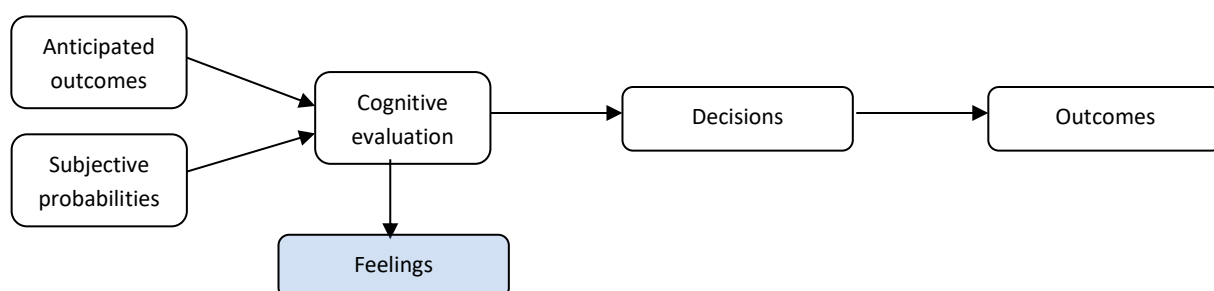 Anticipated
outcomes
Cognitive
evaluation
Decisions
Outcomes
Subjective
probabilities
Feelings